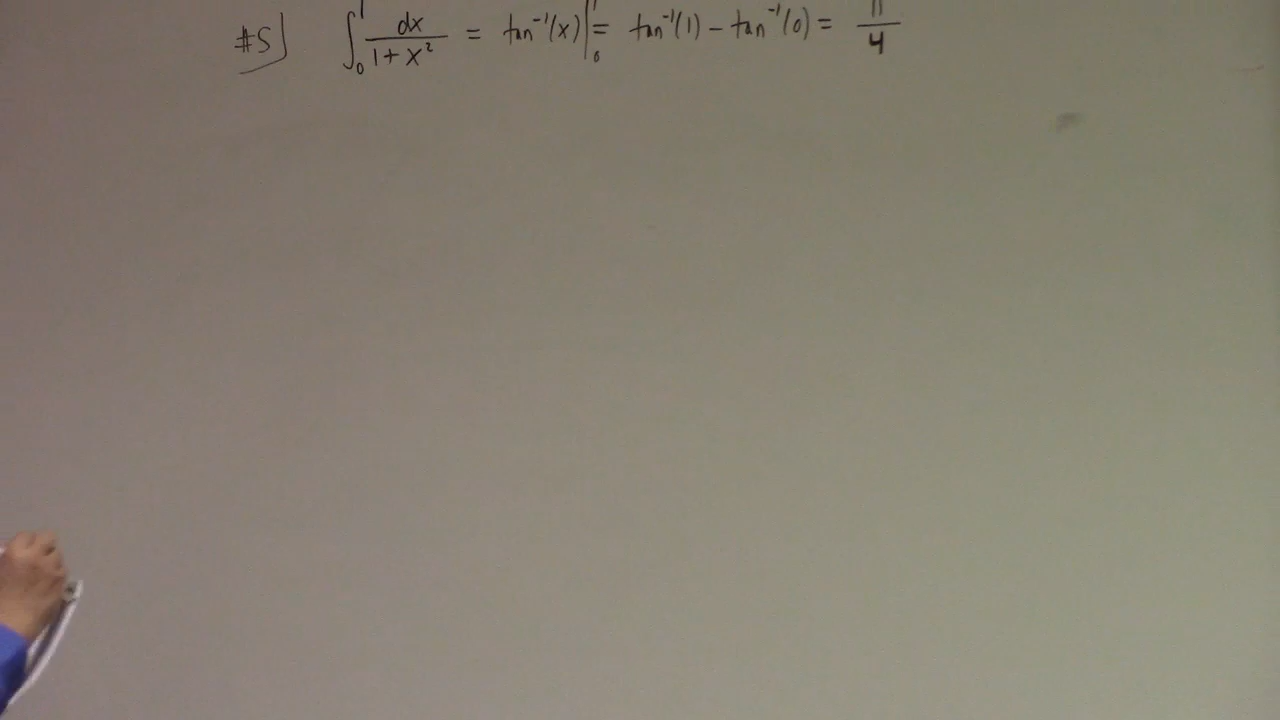 #5] ∫₀¹ dx/(1+x²) = tan⁻¹(x)|₀¹ = tan⁻¹(1) − tan⁻¹(0) = π/4